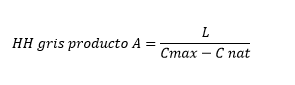 HH gris producto A = L / (Cmax − C nat)